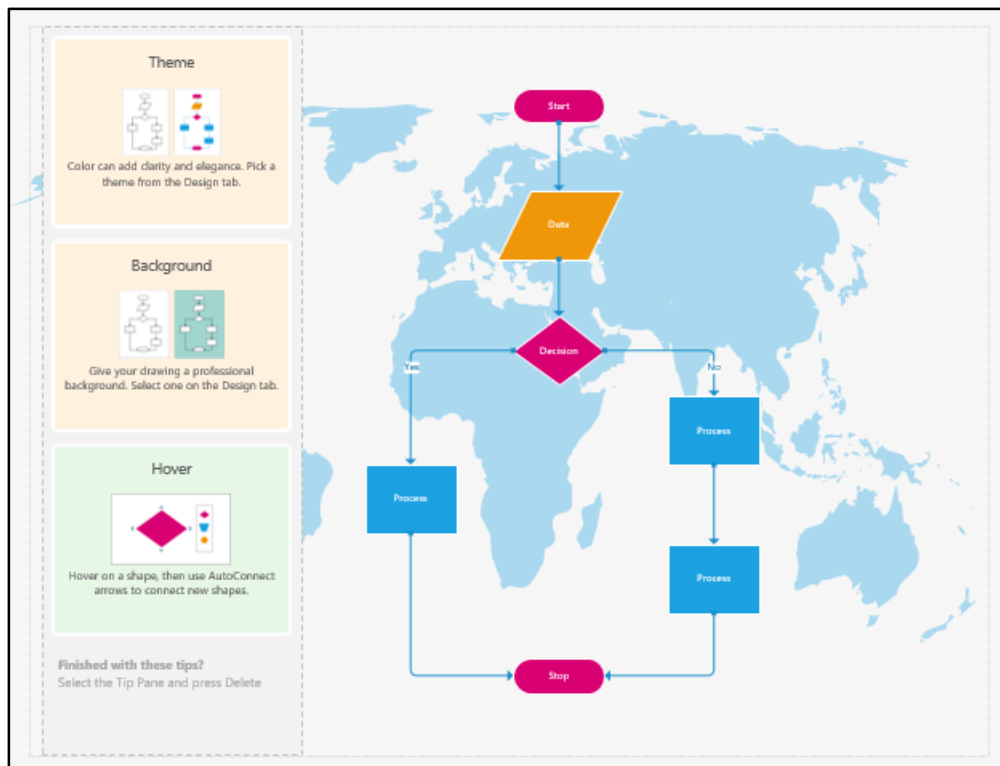 Theme
Color can add clarity and elegance. Pick a
theme from the Design tab.
Background
Give your drawing a professional
background. Select one on the Design tab.
Hover
Hover on a shape, then use AutoConnect
arrows to connect new shapes.
Finished with these tips?
Select the Tip Pane and press Delete
Start
Data
Decision
Yes
No
Process
Process
Process
Stop